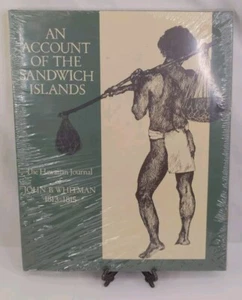 AN
ACCOUNT
OF THE
SANDWICH
ISLANDS
The Hawaiian Journal
of
JOHN B. WHITMAN
1813-1815